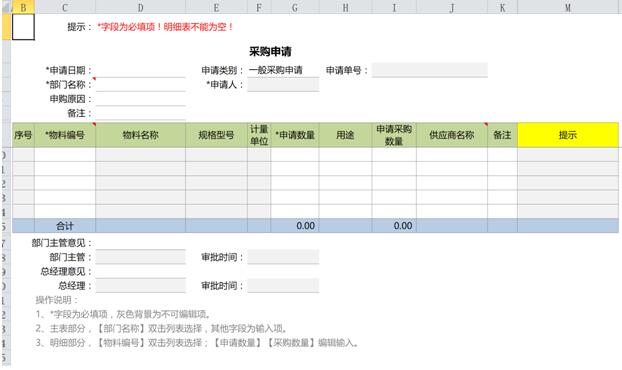 B C D E F G H I J K M
提示： *字段为必填项！明细表不能为空！
采购申请
*申请日期： 申请类别： 一般采购申请 申请单号：
*部门名称： *申请人：
申购原因：
备注：
序号 *物料编号 物料名称 规格型号 计量单位 *申请数量 用途 申请采购数量 供应商名称 备注 提示
合计 0.00 0.00
部门主管意见：
部门主管： 审批时间：
总经理意见：
总经理： 审批时间：
操作说明：
1、*字段为必填项，灰色背景为不可编辑项。
2、主表部分，【部门名称】双击列表选择，其他字段为输入项。
3、明细部分，【物料编号】双击列表选择；【申请数量】【采购数量】编辑输入。